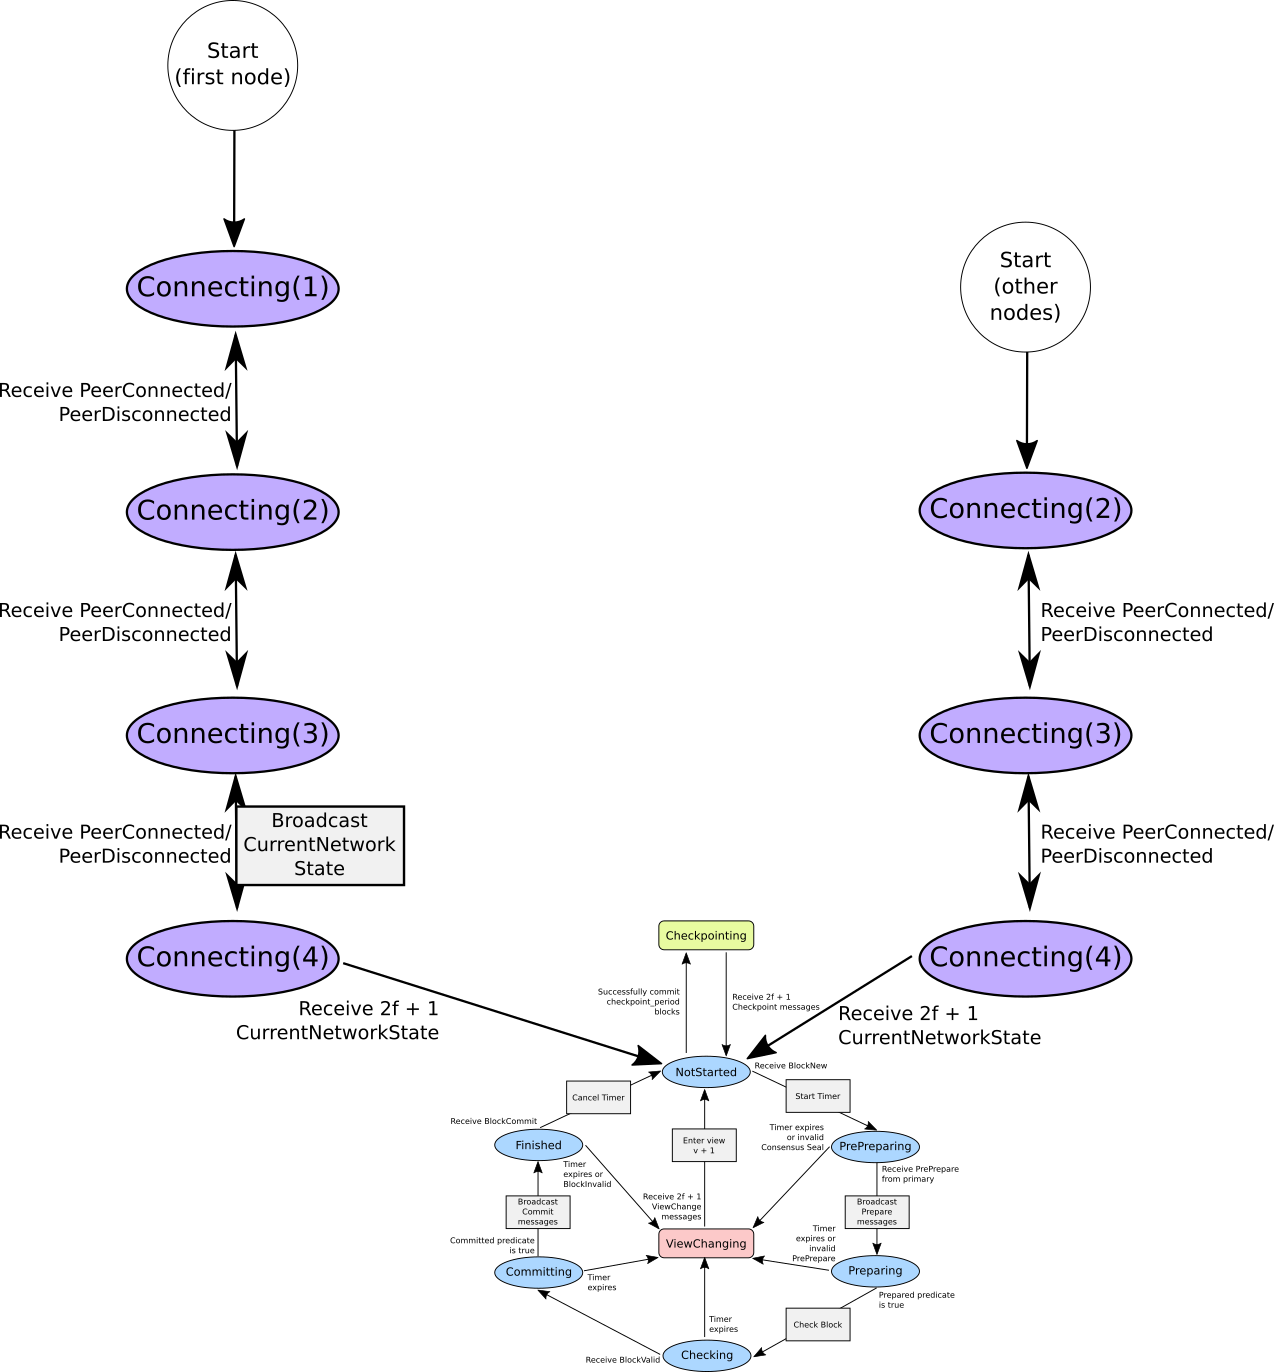 Start
(first node)
Connecting(1)
Receive PeerConnected/
PeerDisconnected
Connecting(2)
Receive PeerConnected/
PeerDisconnected
Connecting(3)
Receive PeerConnected/
PeerDisconnected
Broadcast
CurrentNetwork
State
Connecting(4)
Receive 2f + 1
CurrentNetworkState
Start
(other
nodes)
Connecting(2)
Receive PeerConnected/
PeerDisconnected
Connecting(3)
Receive PeerConnected/
PeerDisconnected
Connecting(4)
Receive 2f + 1
CurrentNetworkState
Checkpointing
Successfully commit
checkpoint_period
blocks
Receive 2f + 1
Checkpoint messages
NotStarted
Receive BlockNew
Start Timer
Cancel Timer
Receive BlockCommit
Finished
Timer
expires or
BlockInvalid
Enter view
v + 1
Receive 2f + 1
ViewChange
messages
Timer expires
or invalid
Consensus Seal
PrePreparing
Receive PrePrepare
from primary
Broadcast
Prepare
messages
Broadcast
Commit
messages
Committed predicate
is true
ViewChanging
Timer
expires or
invalid
PrePrepare
Committing
Timer
expires
Preparing
Prepared predicate
is true
Check Block
Timer
expires
Checking
Receive BlockValid